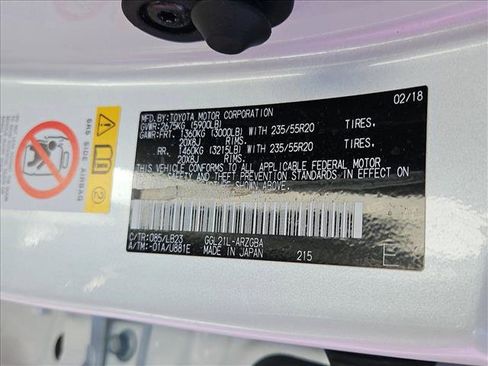 02/18
MFD.BY:TOYOTA MOTOR CORPORATION
GVWR:2675KG (5900LB)
GAWR:FRT. 1360KG (3000LB) WITH 235/55R20 TIRES,
20X8J RIMS.
RR. 1460KG (3215LB) WITH 235/55R20 TIRES,
20X8J RIMS.
THIS VEHICLE CONFORMS TO ALL APPLICABLE FEDERAL MOTOR
VEHICLE SAFETY AND THEFT PREVENTION STANDARDS IN EFFECT ON
C/TR:085/LB23 GGL21L-ARZGBA
A/TM:-01A/U881E MADE IN JAPAN 215 E
SRS SIDE AIRBAG